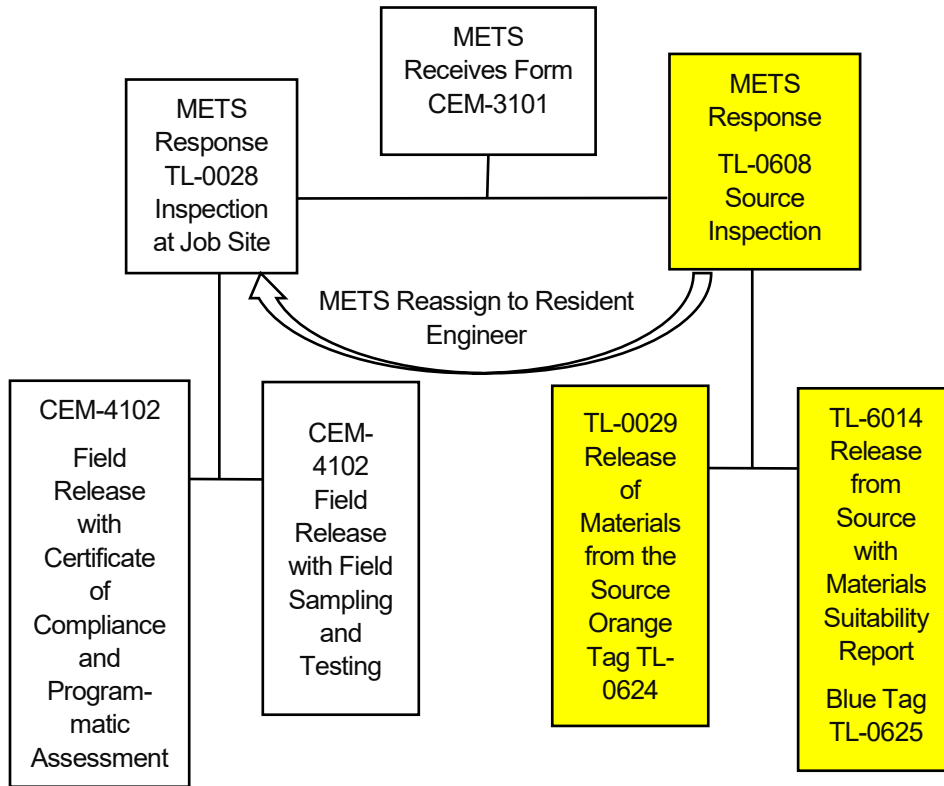 METS
Receives Form
CEM-3101
METS
Response
TL-0028
Inspection
at Job Site
METS
Response
TL-0608
Source
Inspection
METS Reassign to Resident
Engineer
CEM-4102
Field
Release
with
Certificate
of
Compliance
and
Program-
matic
Assessment
CEM-
4102
Field
Release
with Field
Sampling
and
Testing
TL-0029
Release
of
Materials
from the
Source
Orange
Tag TL-
0624
TL-6014
Release
from
Source
with
Materials
Suitability
Report
Blue Tag
TL-0625